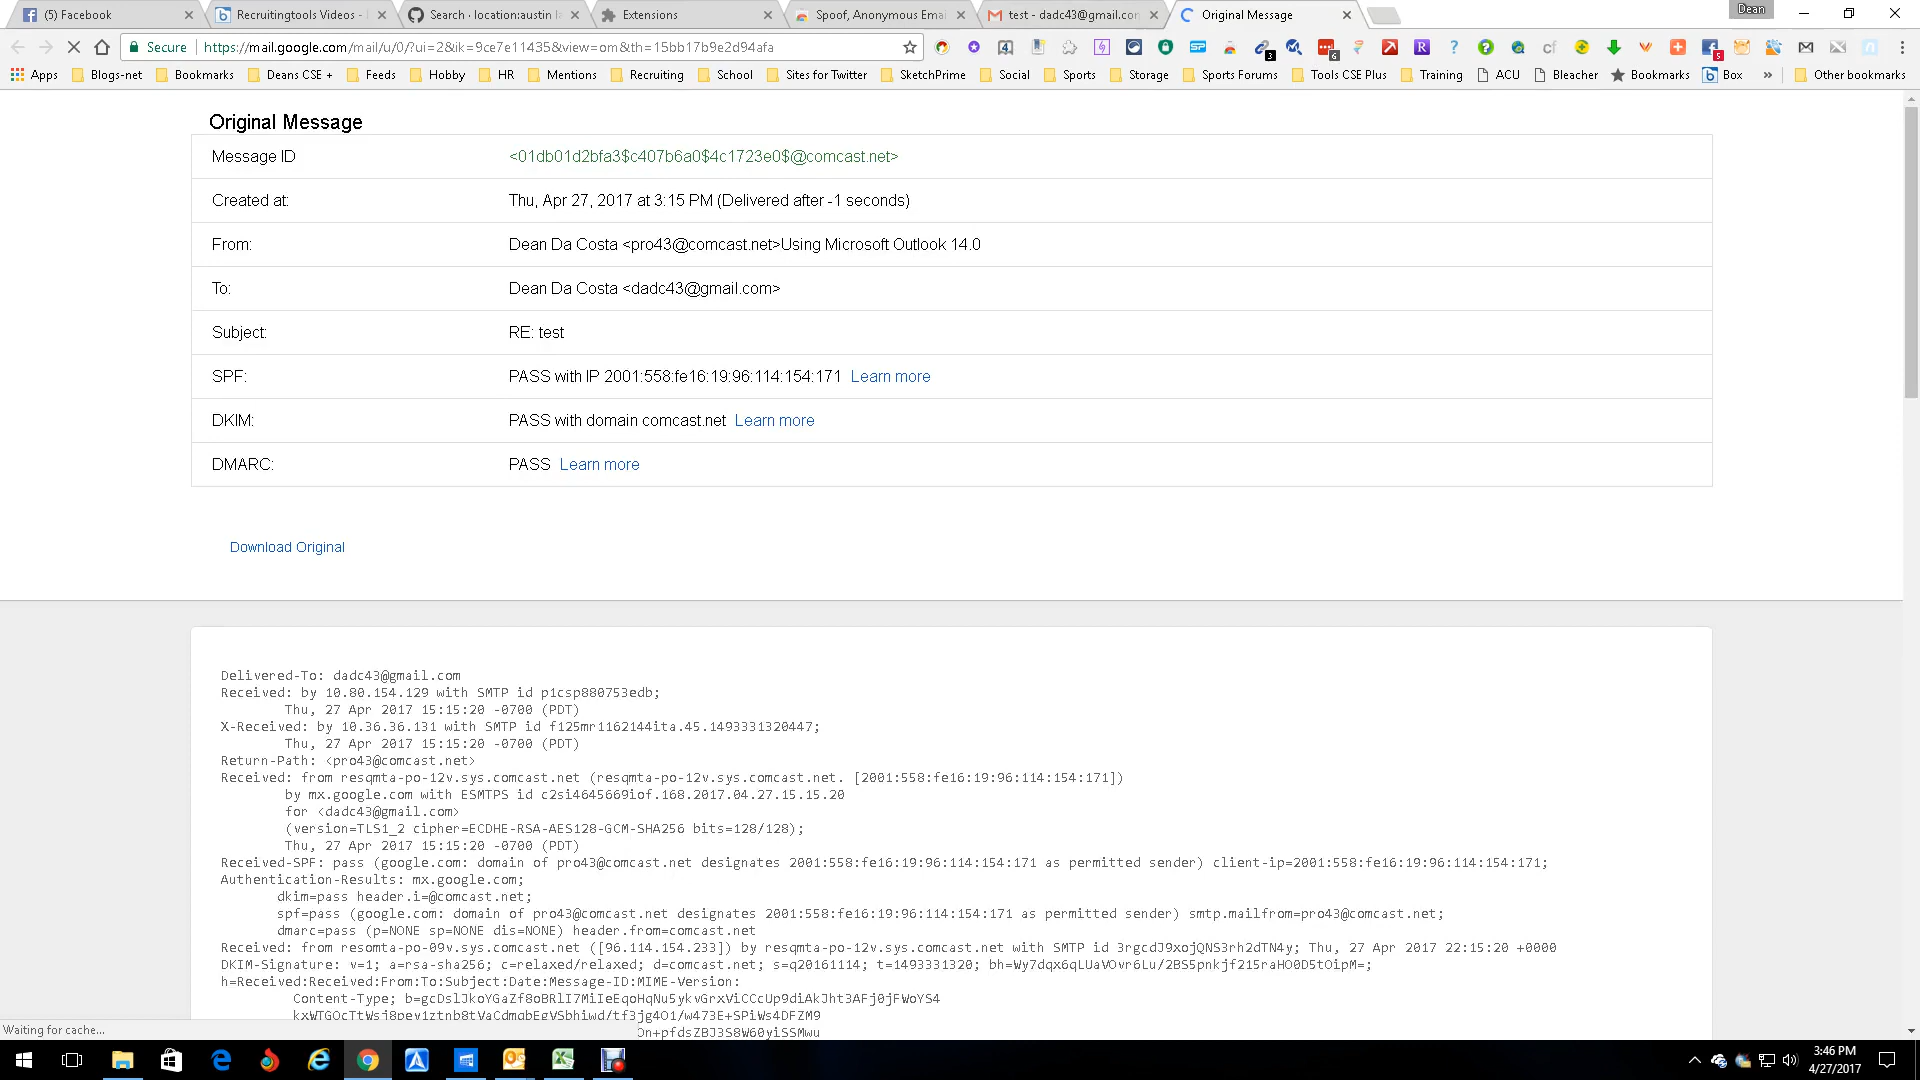 (5) Facebook
Recruitingtools Videos -
Search · location:austin l
Extensions
Spoof, Anonymous Emai
test - dadc43@gmail.con
Original Message
Dean
Secure
https://mail.google.com/mail/u/0/?ui=2&ik=9ce7e11435&view=om&th=15bb17b9e2d94afa
Apps
Blogs-net
Bookmarks
Deans CSE +
Feeds
Hobby
HR
Mentions
Recruiting
School
Sites for Twitter
SketchPrime
Social
Sports
Storage
Sports Forums
Tools CSE Plus
Training
ACU
Bleacher
Bookmarks
Box
»
Other bookmarks
Original Message
Message ID <01db01d2bfa3$c407b6a0$4c1723e0$@comcast.net>
Created at: Thu, Apr 27, 2017 at 3:15 PM (Delivered after -1 seconds)
From: Dean Da Costa <pro43@comcast.net>Using Microsoft Outlook 14.0
To: Dean Da Costa <dadc43@gmail.com>
Subject: RE: test
SPF: PASS with IP 2001:558:fe16:19:96:114:154:171 Learn more
DKIM: PASS with domain comcast.net Learn more
DMARC: PASS Learn more
Download Original
Delivered-To: dadc43@gmail.com
Received: by 10.80.154.129 with SMTP id p1csp880753edb;
Thu, 27 Apr 2017 15:15:20 -0700 (PDT)
X-Received: by 10.36.36.131 with SMTP id f125mr1162144ita.45.1493331320447;
Thu, 27 Apr 2017 15:15:20 -0700 (PDT)
Return-Path: <pro43@comcast.net>
Received: from resqmta-po-12v.sys.comcast.net (resqmta-po-12v.sys.comcast.net. [2001:558:fe16:19:96:114:154:171])
by mx.google.com with ESMTPS id c2si4645669iof.168.2017.04.27.15.15.20
for <dadc43@gmail.com>
(version=TLS1_2 cipher=ECDHE-RSA-AES128-GCM-SHA256 bits=128/128);
Thu, 27 Apr 2017 15:15:20 -0700 (PDT)
Received-SPF: pass (google.com: domain of pro43@comcast.net designates 2001:558:fe16:19:96:114:154:171 as permitted sender) client-ip=2001:558:fe16:19:96:114:154:171;
Authentication-Results: mx.google.com;
dkim=pass header.i=@comcast.net;
spf=pass (google.com: domain of pro43@comcast.net designates 2001:558:fe16:19:96:114:154:171 as permitted sender) smtp.mailfrom=pro43@comcast.net;
dmarc=pass (p=NONE sp=NONE dis=NONE) header.from=comcast.net
Received: from resomta-po-09v.sys.comcast.net ([96.114.154.233]) by resqmta-po-12v.sys.comcast.net with SMTP id 3rgcdJ9xojQNS3rh2dTN4y; Thu, 27 Apr 2017 22:15:20 +0000
DKIM-Signature: v=1; a=rsa-sha256; c=relaxed/relaxed; d=comcast.net; s=q20161114; t=1493331320; bh=Wy7dqx6qLUaVOvr6Lu/2BS5pnkjf215raHO0D5tOipM=;
h=Received:Received:From:To:Subject:Date:Message-ID:MIME-Version:
Content-Type; b=gcDslJkoYGaZf8oBRlI7MiIeEqoHqNu5ykvGrxViCCcUp9diAkJht3AFj0jFWoYS4
Waiting for cache...
3:46 PM
4/27/2017